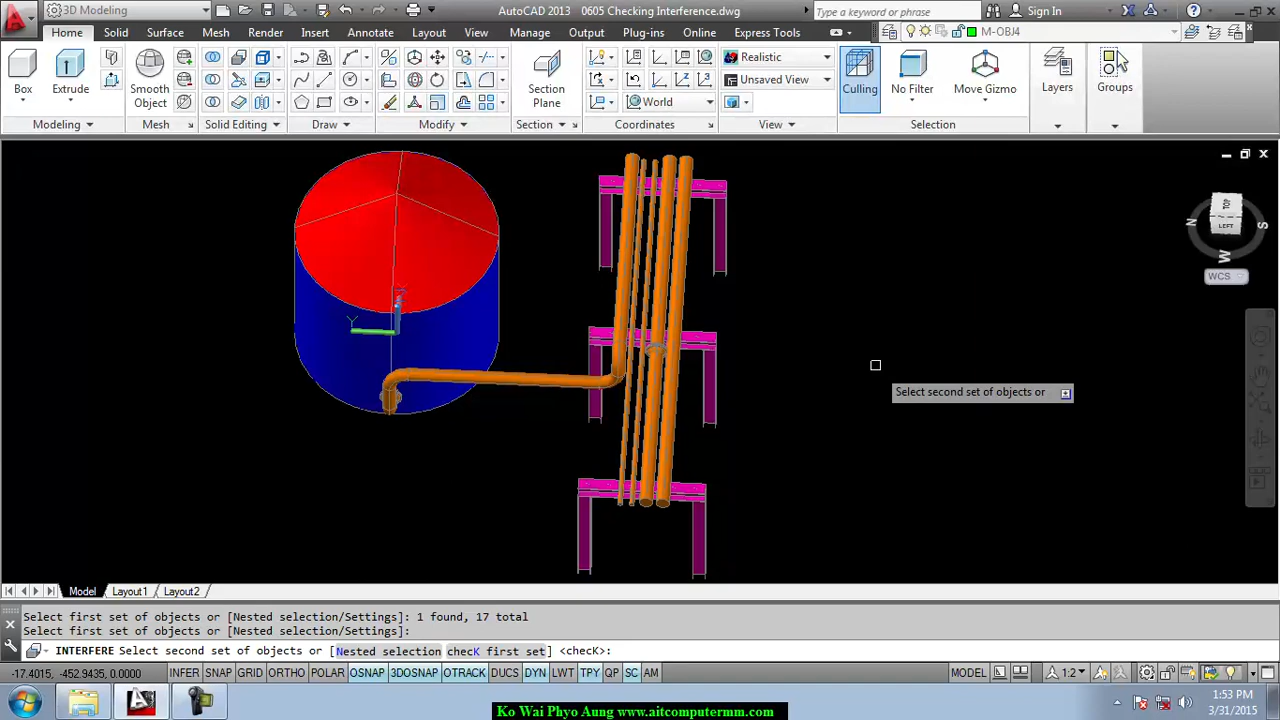 3D Modeling
AutoCAD 2013 0605 Checking Interference.dwg
Type a keyword or phrase
Sign In
Home Solid Surface Mesh Render Insert Annotate Layout View Manage Output Plug-ins Online Express Tools
M-OBJ4
Box
Extrude
Smooth Object
Section Plane
Realistic
Unsaved View
World
Culling
No Filter
Move Gizmo
Layers
Groups
Modeling
Mesh
Solid Editing
Draw
Modify
Section
Coordinates
View
Selection
TOP
LEFT
N
S
W
WCS
Y
Select second set of objects or
Model Layout1 Layout2
Select first set of objects or [Nested selection/Settings]: 1 found, 17 total
Select first set of objects or [Nested selection/Settings]:
INTERFERE Select second set of objects or [Nested selection checK first set] <checK>:
-17.4015, -452.9435, 0.0000 INFER SNAP GRID ORTHO POLAR OSNAP 3DOSNAP OTRACK DUCS DYN LWT TPY QP SC AM MODEL 1:2
1:53 PM
3/31/2015
Ko Wai Phyo Aung www.aitcomputermm.com